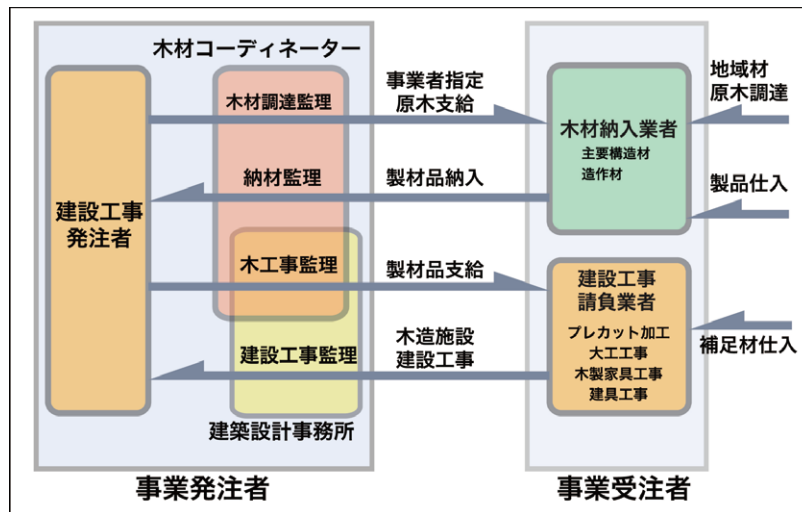 木材コーディネーター
木材調達監理
納材監理
木工事監理
建設工事監理
建築設計事務所
建設工事
発注者
事業発注者
事業者指定
原木支給
製材品納入
製材品支給
木造施設
建設工事
木材納入業者
主要構造材
造作材
建設工事
請負業者
プレカット加工
大工工事
木製家具工事
建具工事
事業受注者
地域材
原木調達
製品仕入
補足材仕入